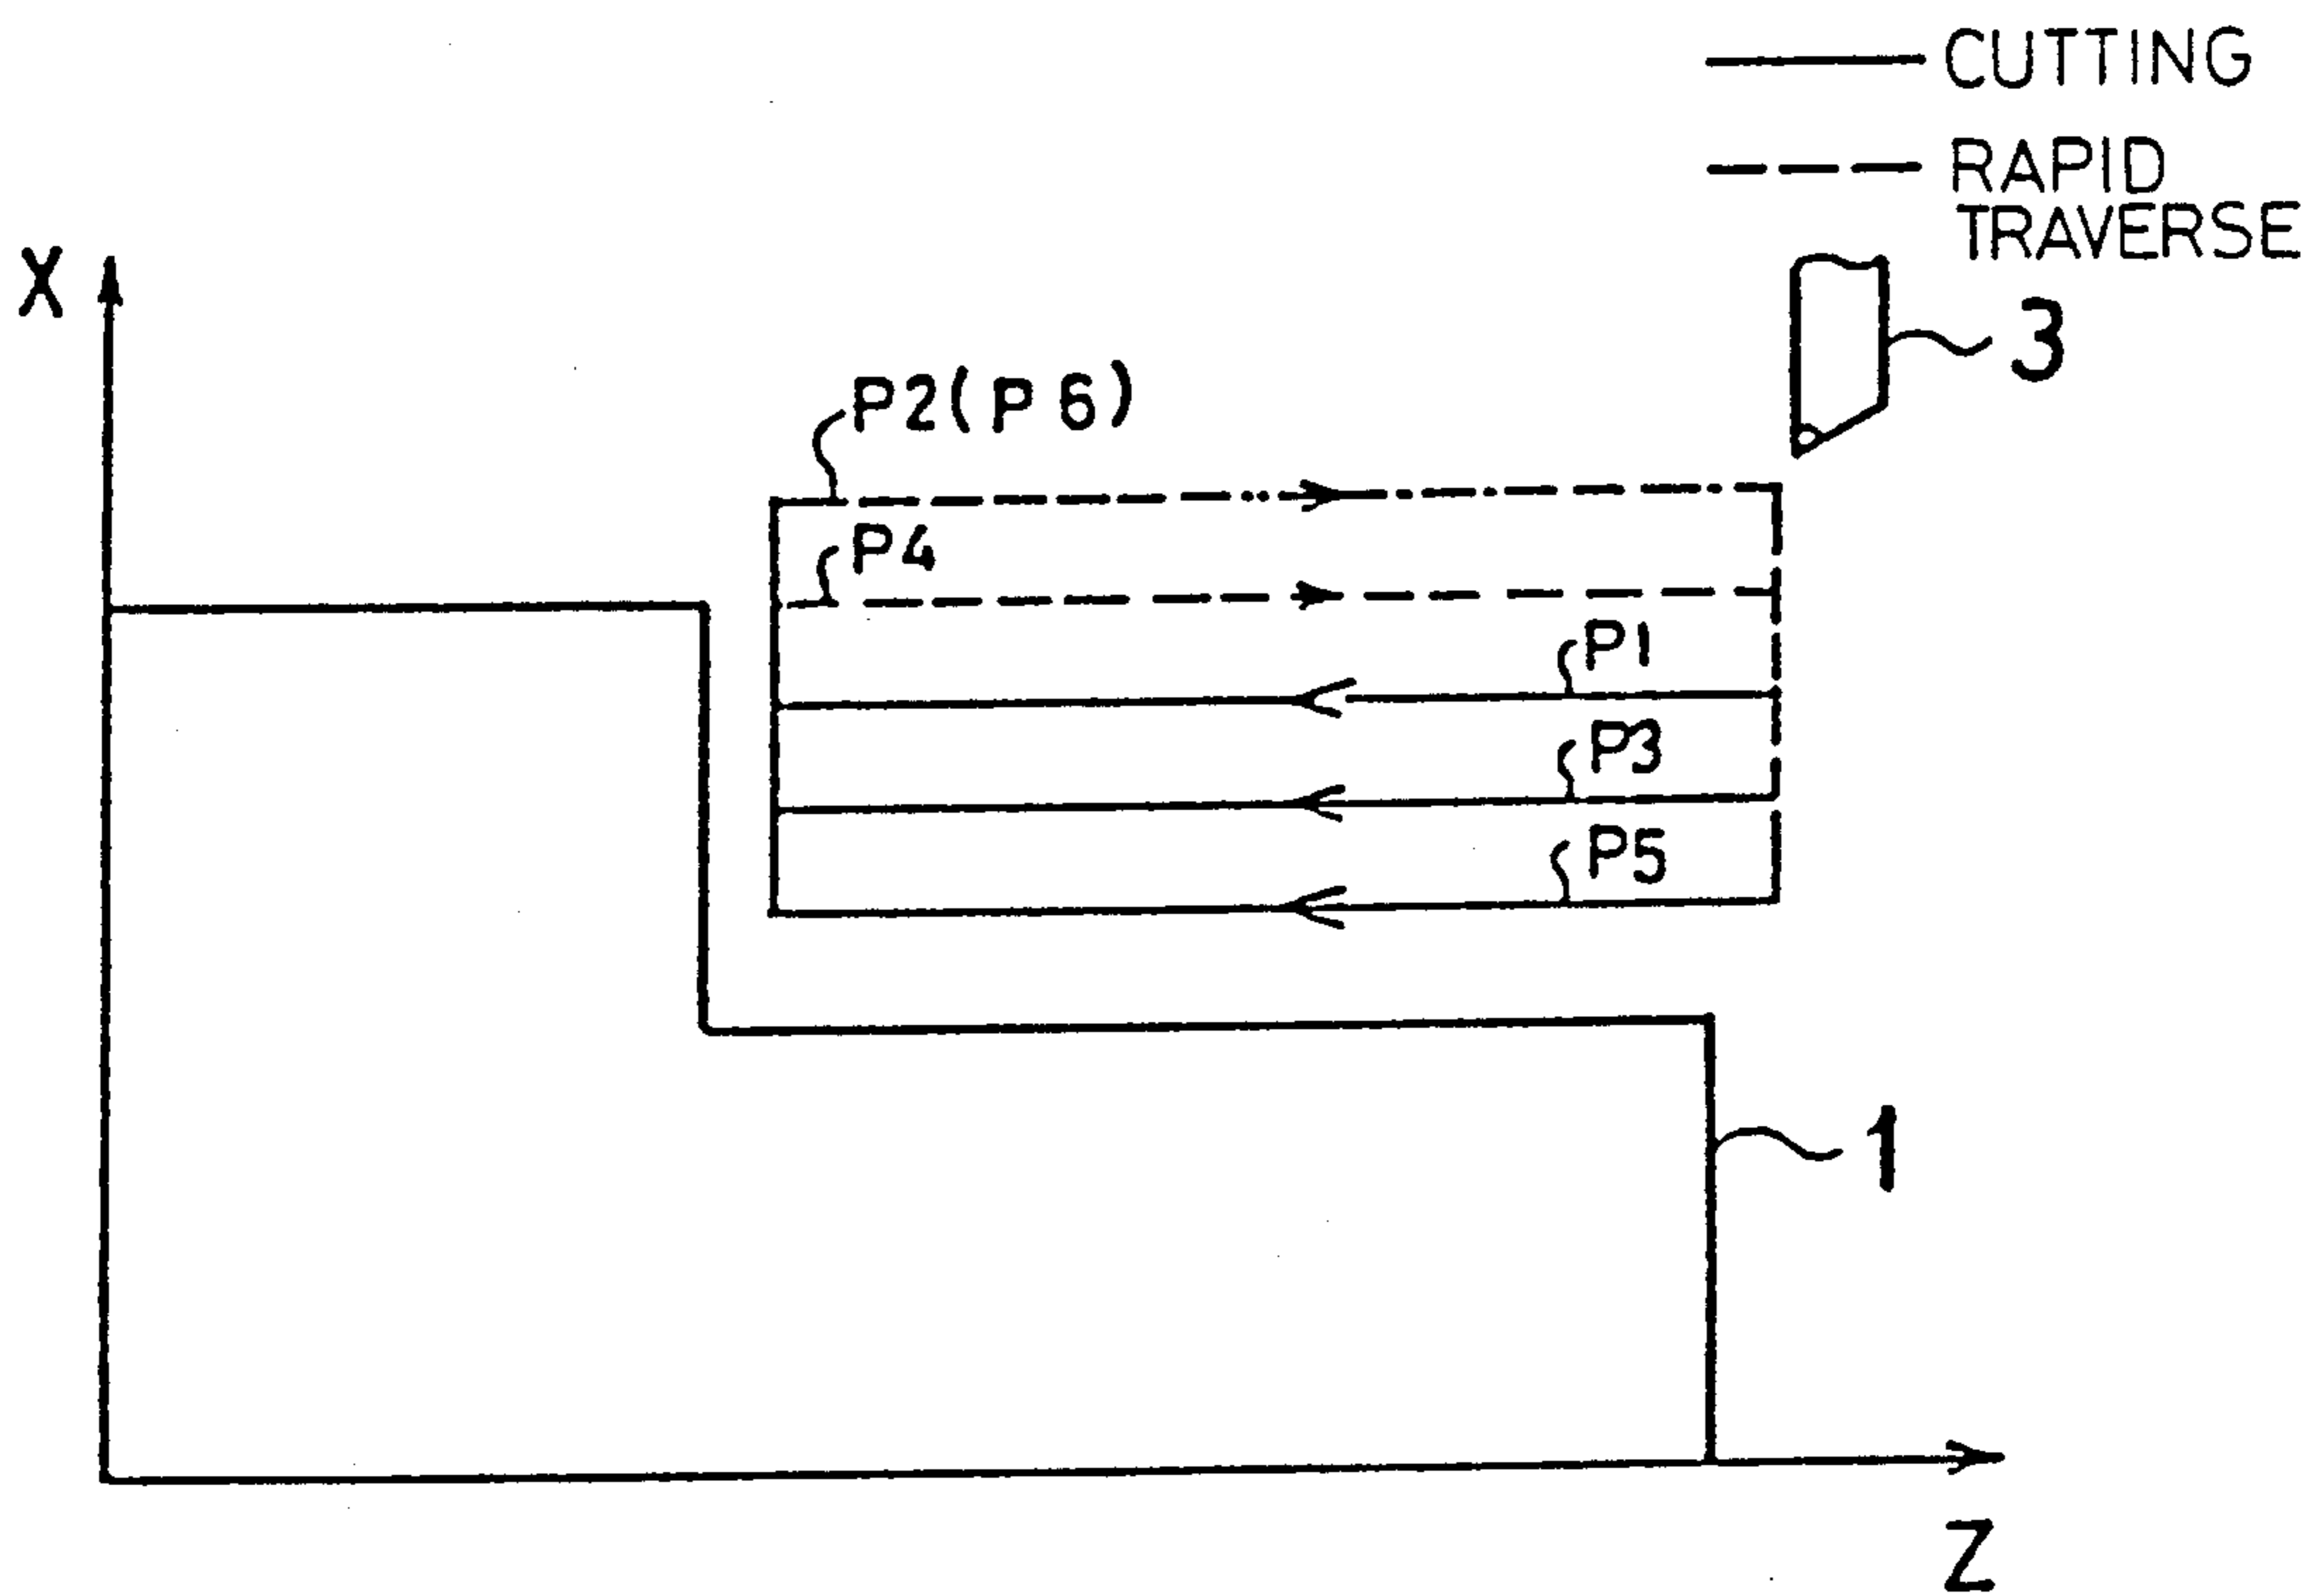 CUTTING
RAPID
TRAVERSE
X
3
P2(P6)
P4
P1
P3
P5
1
Z